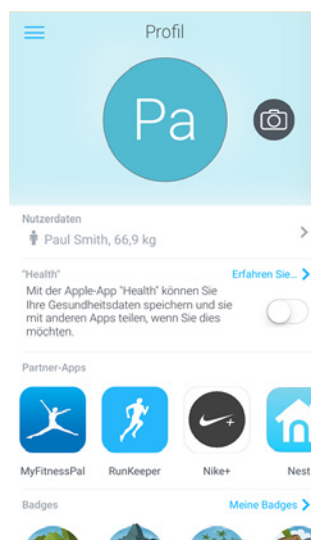 Profil
Pa
Nutzerdaten
Paul Smith, 66,9 kg
"Health"
Erfahren Sie...
Mit der Apple-App "Health" können Sie
Ihre Gesundheitsdaten speichern und sie
mit anderen Apps teilen, wenn Sie dies
möchten.
Partner-Apps
MyFitnessPal RunKeeper Nike+ Nest
Badges
Meine Badges